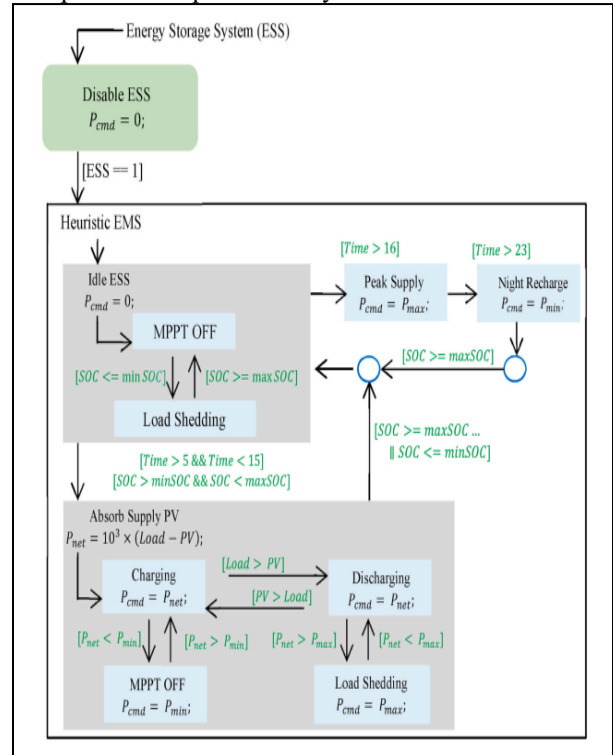 Energy Storage System (ESS)
Disable ESS
P_cmd = 0;
[ESS == 1]
Heuristic EMS
[Time > 16]
[Time > 23]
Idle ESS
P_cmd = 0;
Peak Supply
P_cmd = P_max;
Night Recharge
P_cmd = P_min;
MPPT OFF
[SOC >= maxSOC]
[SOC <= min SOC]
[SOC >= max SOC]
Load Shedding
[SOC >= maxSOC ...
|| SOC <= minSOC]
[Time > 5 && Time < 15]
[SOC > minSOC && SOC < maxSOC]
Absorb Supply PV
P_net = 10^3 × (Load − PV);
[Load > PV]
Charging
P_cmd = P_net;
Discharging
P_cmd = P_net;
[PV > Load]
[P_net < P_min]
[P_net > P_min]
[P_net > P_max]
[P_net < P_max]
MPPT OFF
P_cmd = P_min;
Load Shedding
P_cmd = P_max;